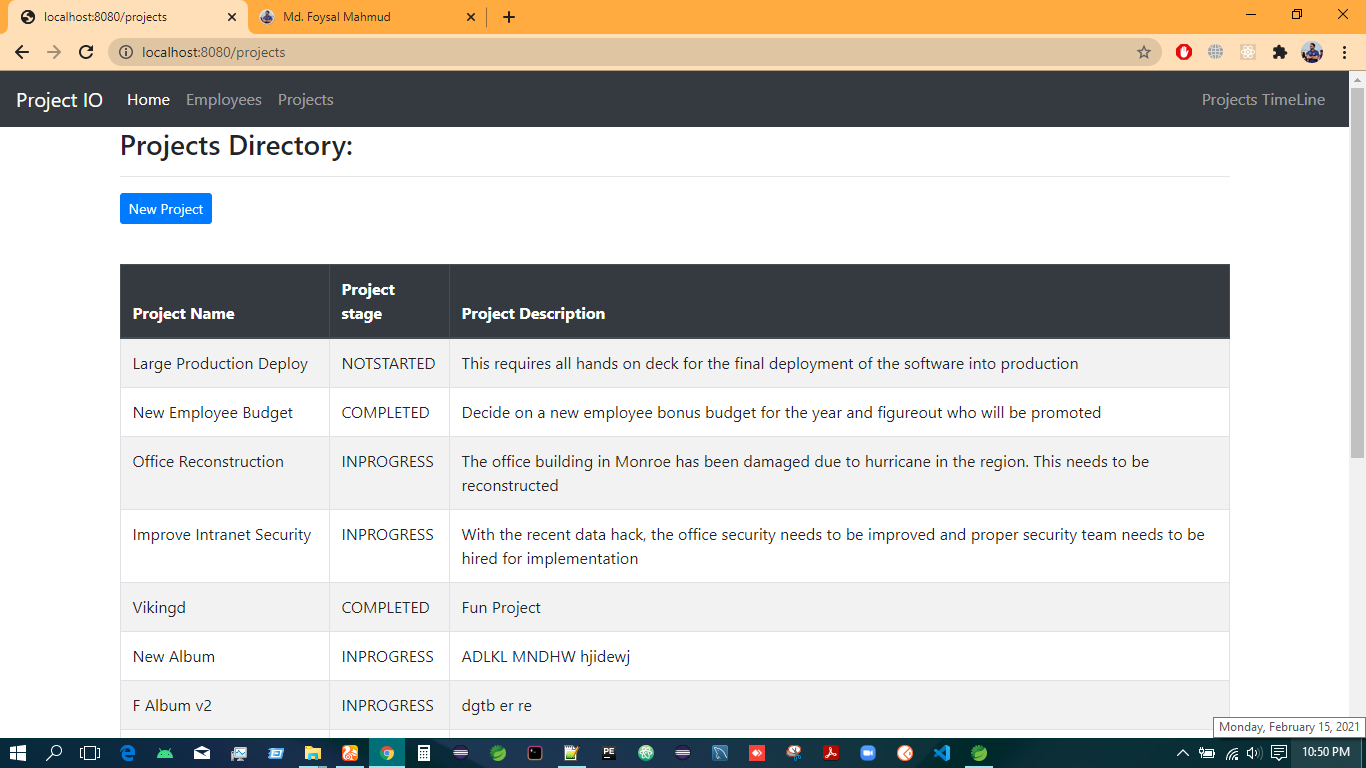 localhost:8080/projects
Md. Foysal Mahmud
localhost:8080/projects
Project IO Home Employees Projects Projects TimeLine
Projects Directory:
New Project
Project Name
Project
stage
Project Description
Large Production Deploy NOTSTARTED This requires all hands on deck for the final deployment of the software into production
New Employee Budget COMPLETED Decide on a new employee bonus budget for the year and figureout who will be promoted
Office Reconstruction INPROGRESS The office building in Monroe has been damaged due to hurricane in the region. This needs to be
reconstructed
Improve Intranet Security INPROGRESS With the recent data hack, the office security needs to be improved and proper security team needs to be
hired for implementation
Vikingd COMPLETED Fun Project
New Album INPROGRESS ADLKL MNDHW hjidewj
F Album v2 INPROGRESS dgtb er re
Monday, February 15, 2021
PE
10:50 PM